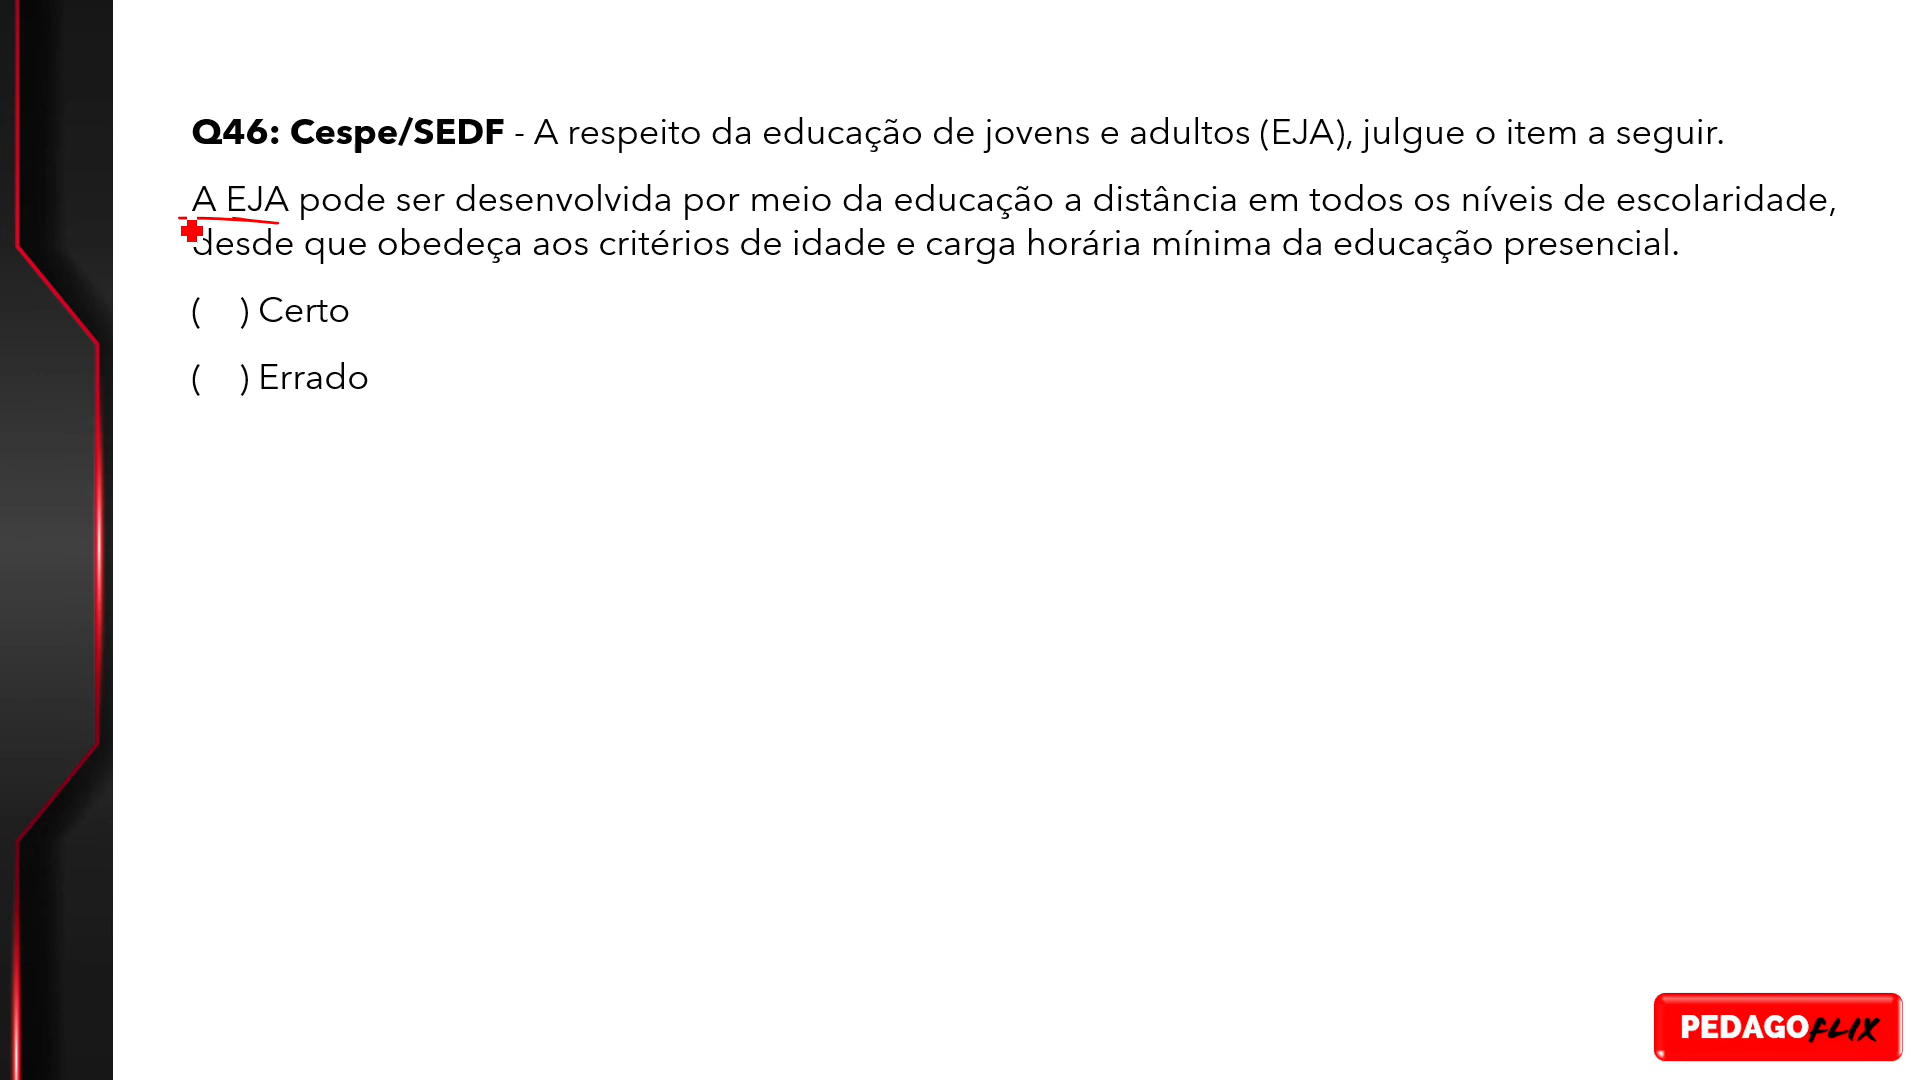 Q46: Cespe/SEDF - A respeito da educação de jovens e adultos (EJA), julgue o item a seguir.
A EJA pode ser desenvolvida por meio da educação a distância em todos os níveis de escolaridade,
desde que obedeça aos critérios de idade e carga horária mínima da educação presencial.
(    ) Certo
(    ) Errado
PEDAGOFLIX